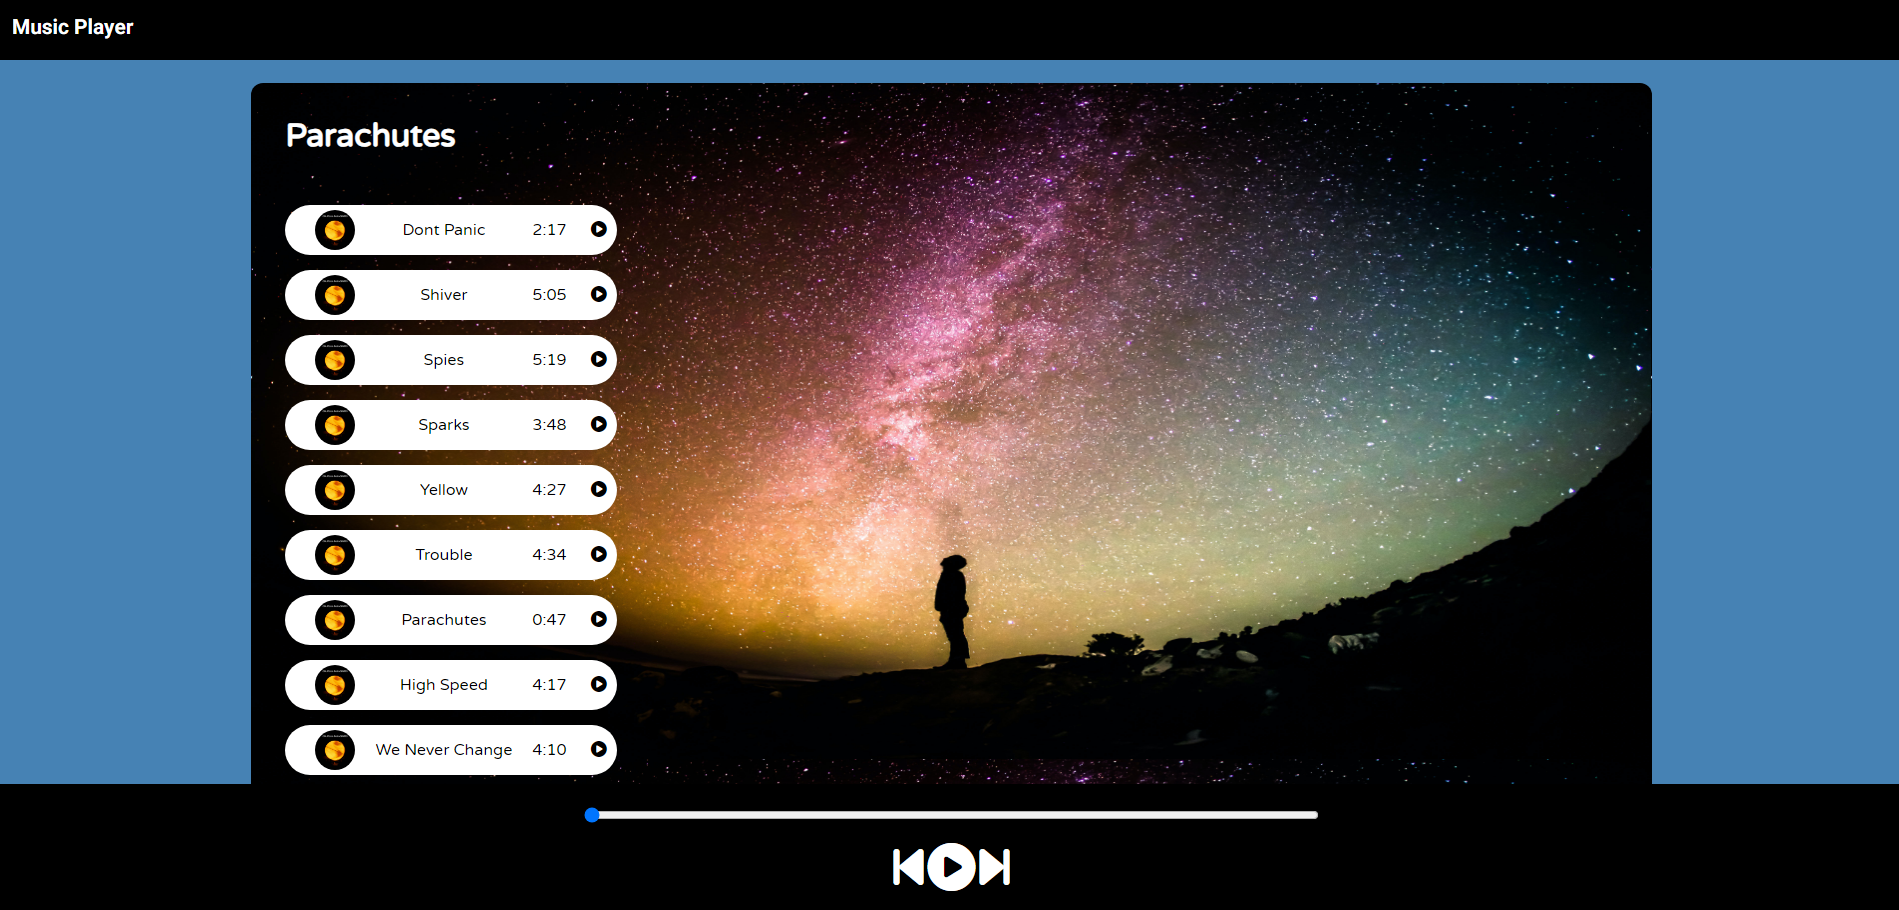 Music Player
Parachutes
Dont Panic 2:17
Shiver 5:05
Spies 5:19
Sparks 3:48
Yellow 4:27
Trouble 4:34
Parachutes 0:47
High Speed 4:17
We Never Change 4:10